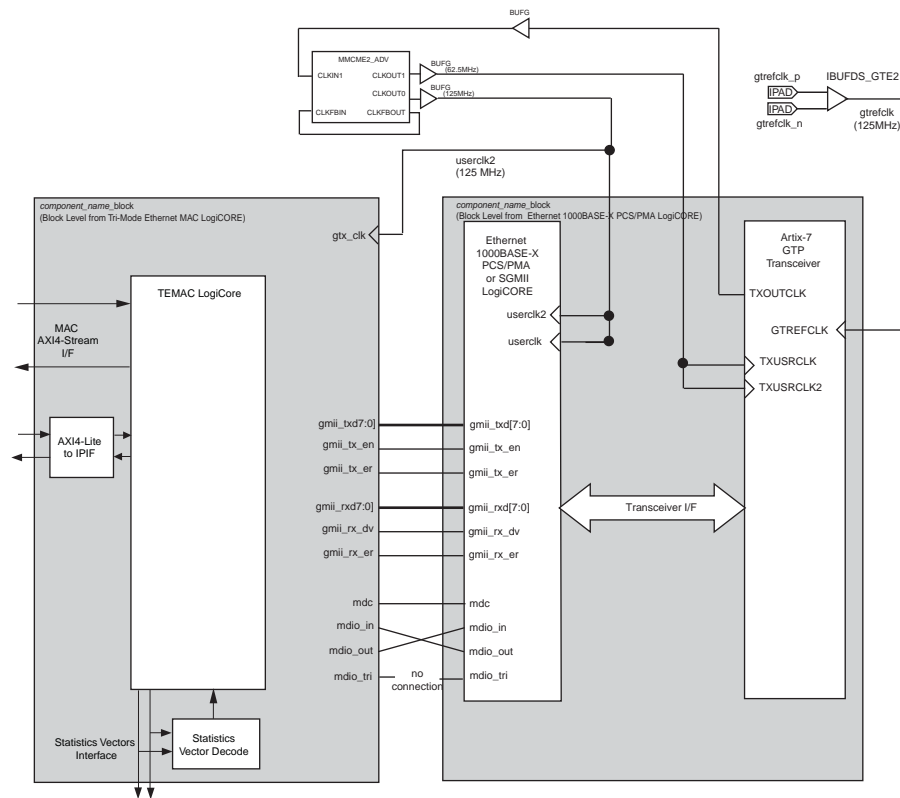 BUFG
MMCME2_ADV
CLKIN1
CLKOUT1
BUFG
(62.5MHz)
CLKOUT0
BUFG
(125MHz)
CLKFBIN
CLKFBOUT
gtrefclk_p
IPAD
IPAD
gtrefclk_n
IBUFDS_GTE2
gtrefclk
(125MHz)
userclk2
(125 MHz)
component_name_block
(Block Level from Tri-Mode Ethernet MAC LogiCORE)
gtx_clk
TEMAC LogiCore
MAC
AXI4-Stream
I/F
AXI4-Lite
to IPIF
gmii_txd7:0]
gmii_tx_en
gmii_tx_er
gmii_rxd7:0]
gmii_rx_dv
gmii_rx_er
mdc
mdio_in
mdio_out
mdio_tri
no
connection
Statistics Vectors
Interface
Statistics
Vector Decode
component_name_block
(Block Level from Ethernet 1000BASE-X PCS/PMA LogiCORE)
Ethernet
1000BASE-X
PCS/PMA
or SGMII
LogiCORE
userclk2
userclk
gmii_txd[7:0]
gmii_tx_en
gmii_tx_er
gmii_rxd[7:0]
gmii_rx_dv
gmii_rx_er
mdc
mdio_in
mdio_out
mdio_tri
Transceiver I/F
Artix-7
GTP
Transceiver
TXOUTCLK
GTREFCLK
TXUSRCLK
TXUSRCLK2